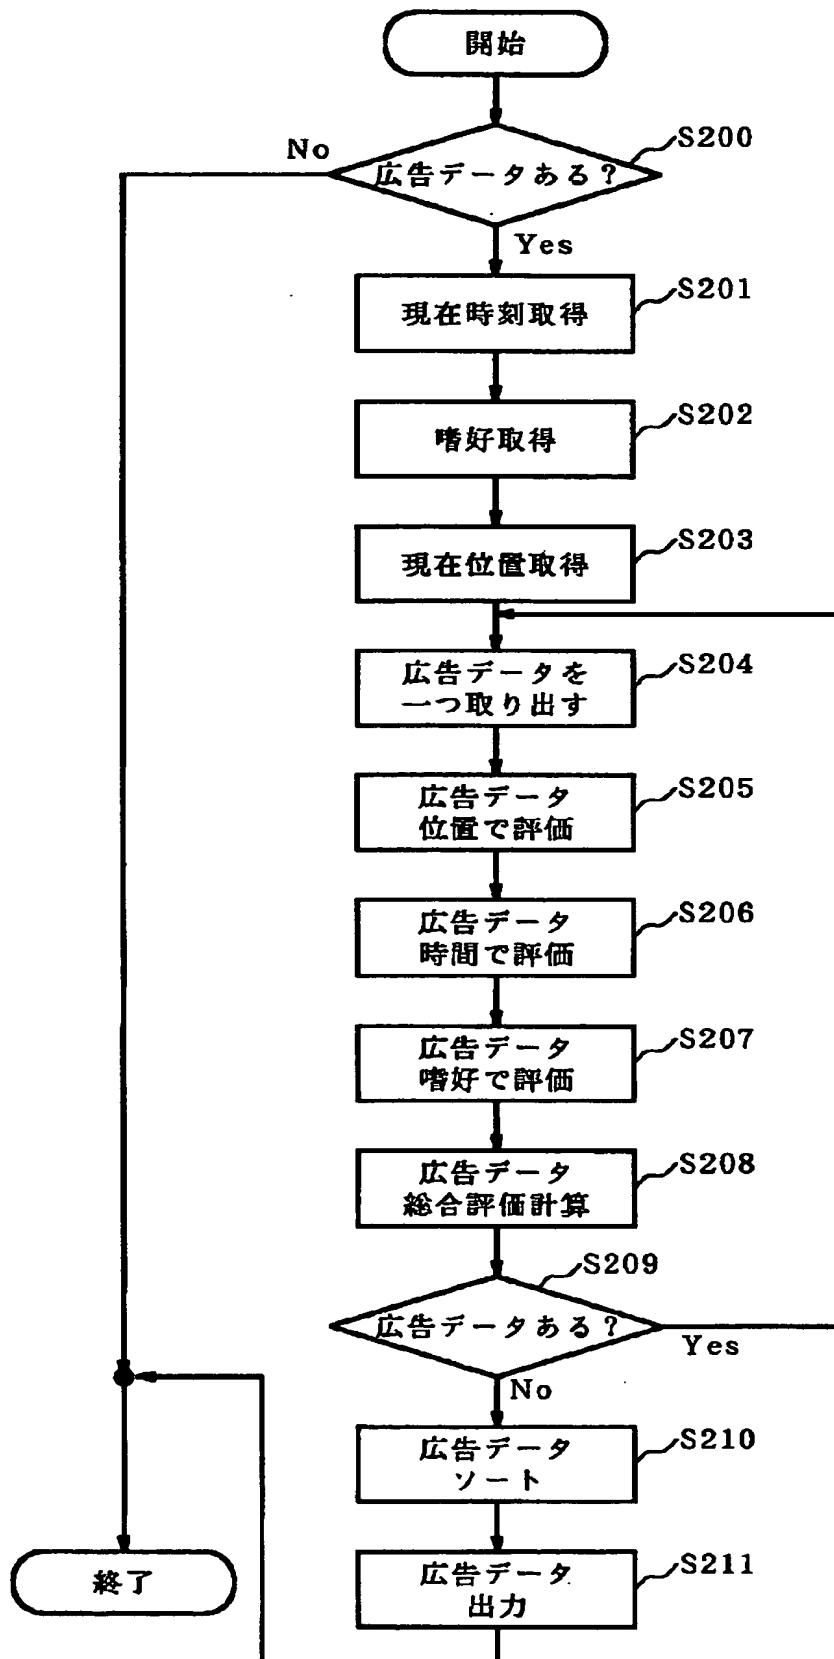 開始
S200
No
広告データある?
Yes
S201
現在時刻取得
S202
嗜好取得
S203
現在位置取得
S204
広告データを
一つ取り出す
S205
広告データ
位置で評価
S206
広告データ
時間で評価
S207
広告データ
嗜好で評価
S208
広告データ
総合評価計算
S209
広告データある?
Yes
No
S210
広告データ
ソート
S211
広告データ
出力
終了